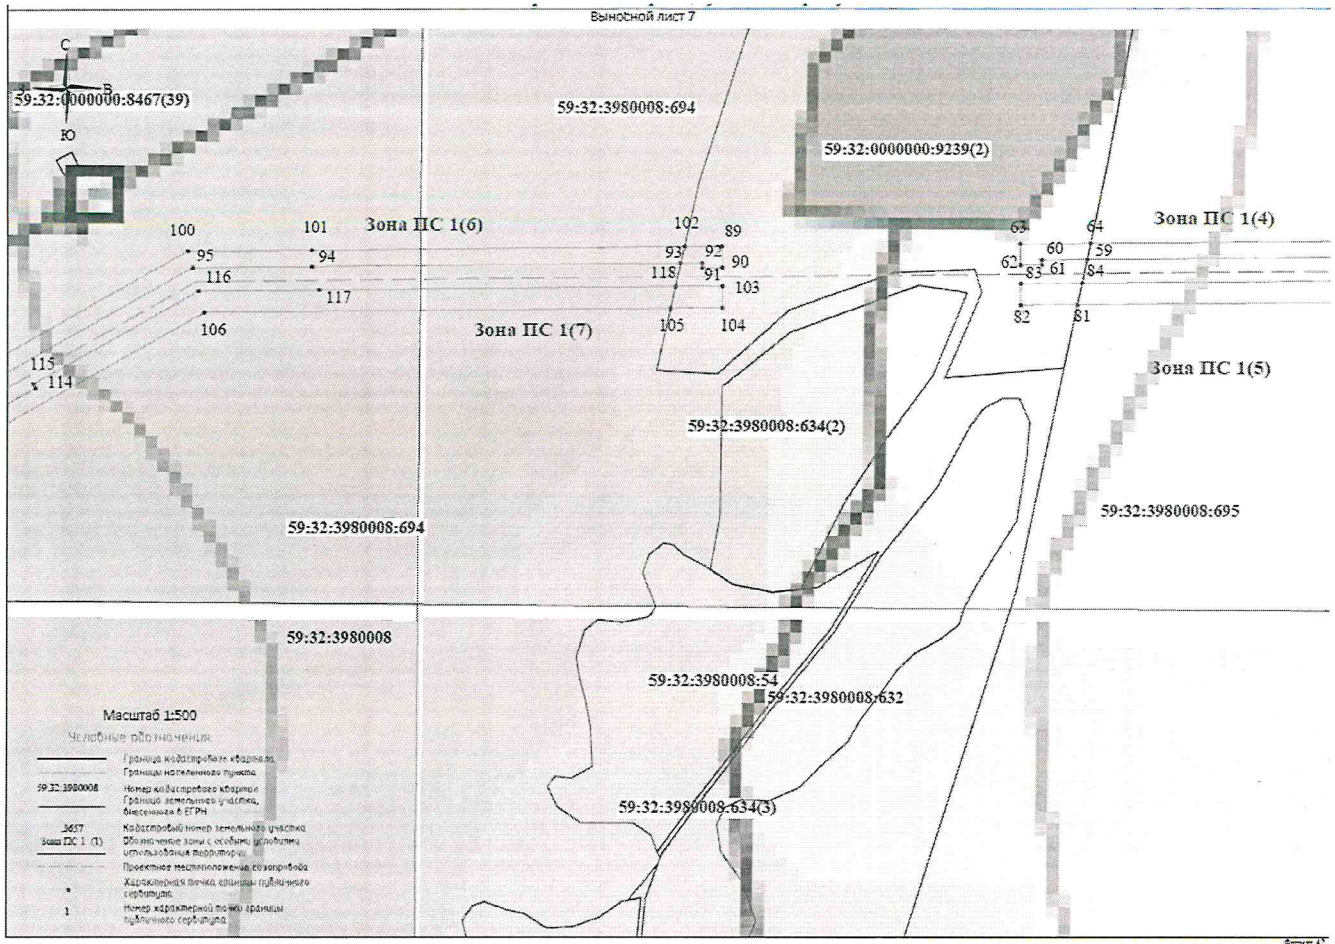 Выносной лист 7
С
В
59:32:0000000:8467(39)
Ю
59:32:3980008:694
59:32:0000000:9239(2)
100
101
Зона ПС 1(6)
102
89
63
64
Зона ПС 1(4)
95
94
93
92
60
59
116
118
91
90
62
83
61
84
117
103
106
Зона ПС 1(7)
105
104
82
81
115
114
Зона ПС 1(5)
59:32:3980008:634(2)
59:32:3980008:694
59:32:3980008:695
59:32:3980008
59:32:3980008:54
59:32:3980008:632
59:32:3980008:634(3)
Масштаб 1:500
Условные обозначения:
Граница кадастрового квартала
Границы населенного пункта
59:32:3980008
Номер кадастрового квартала
Граница земельного участка,
внесенного в ЕГРН
:3657
Кадастровый номер земельного участка
Зона ПС 1 (1)
Обозначение зоны с особыми условиями
использования территории
Проектное местоположение газопровода
Характерная точка границы публичного
сервитута
1
Номер характерной точки границы
публичного сервитута